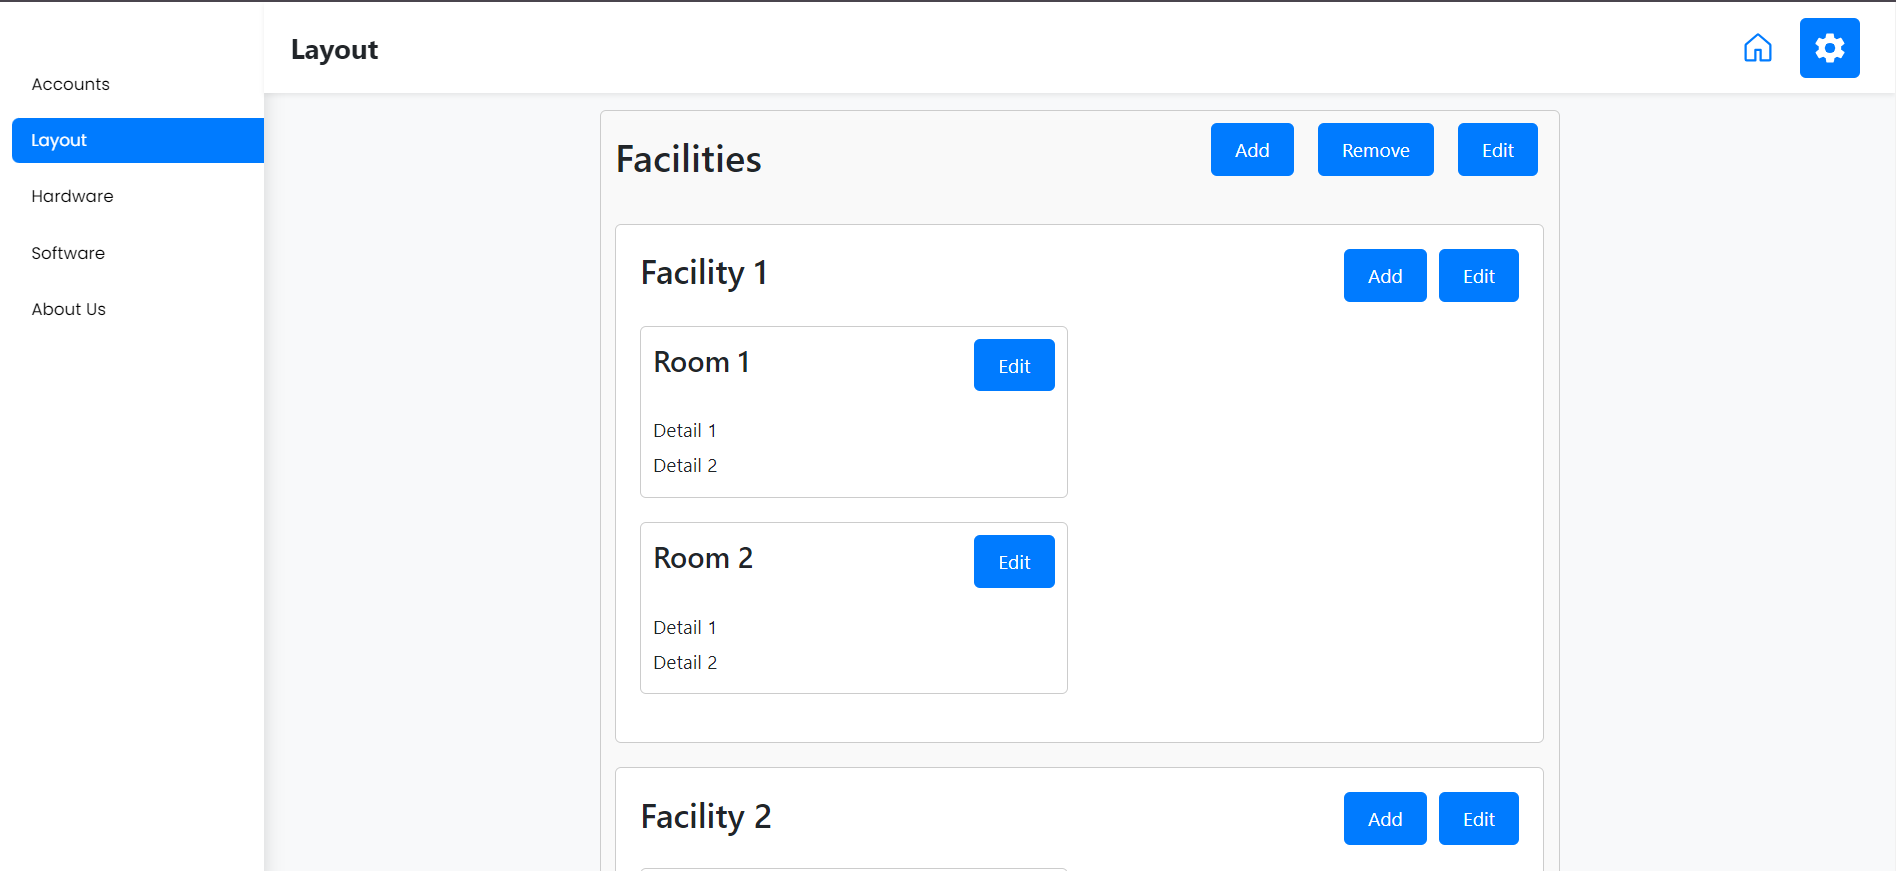 Layout
Accounts
Layout
Hardware
Software
About Us
Facilities
Add Remove Edit
Facility 1
Add Edit
Room 1
Edit
Detail 1
Detail 2
Room 2
Edit
Detail 1
Detail 2
Facility 2
Add Edit